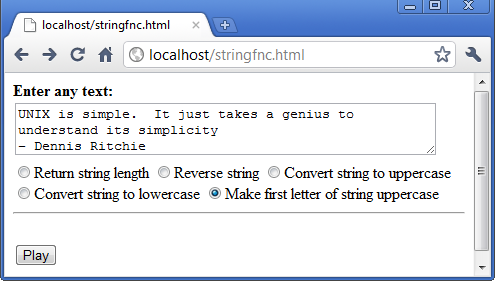 localhost/stringfnc.html
localhost/stringfnc.html
Enter any text:
UNIX is simple.  It just takes a genius to
understand its simplicity
– Dennis Ritchie
Return string length Reverse string Convert string to uppercase
Convert string to lowercase Make first letter of string uppercase
Play